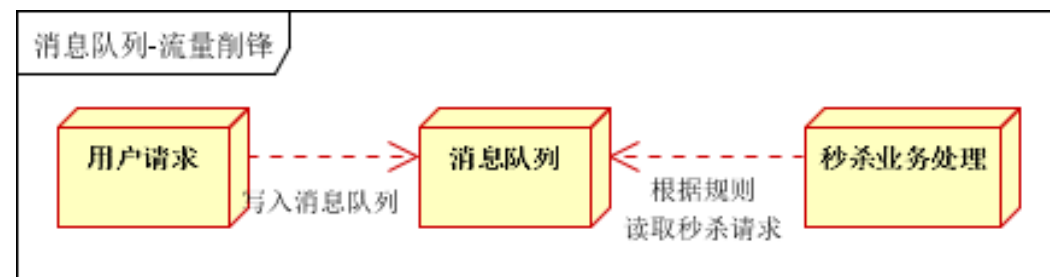 消息队列-流量削锋
用户请求
消息队列
秒杀业务处理
写入消息队列
根据规则
读取秒杀请求